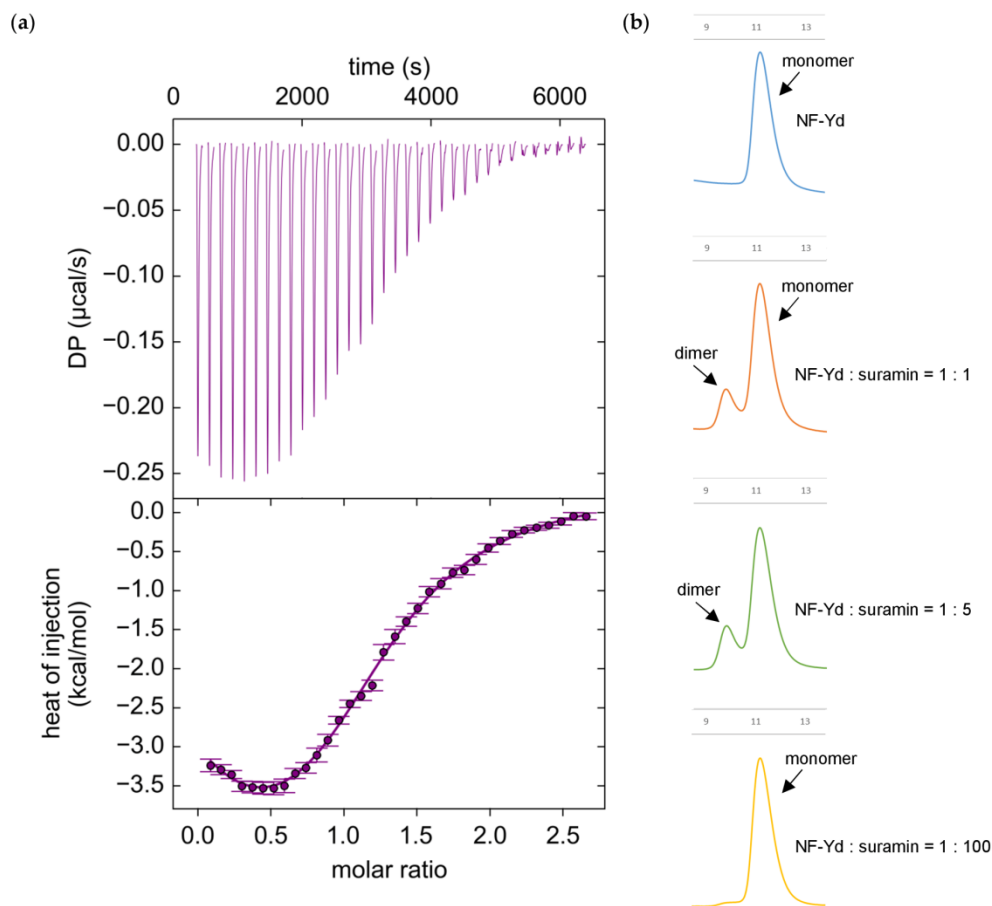 (a)
time (s)
0 2000 4000 6000
0.00
−0.05
−0.10
−0.15
−0.20
−0.25
DP (µcal/s)
0.0
−0.5
−1.0
−1.5
−2.0
−2.5
−3.0
−3.5
heat of injection
(kcal/mol)
0.0 0.5 1.0 1.5 2.0 2.5
molar ratio
(b)
9 11 13
monomer
NF-Yd
9 11 13
monomer
dimer
NF-Yd : suramin = 1 : 1
9 11 13
dimer
NF-Yd : suramin = 1 : 5
9 11 13
monomer
NF-Yd : suramin = 1 : 100